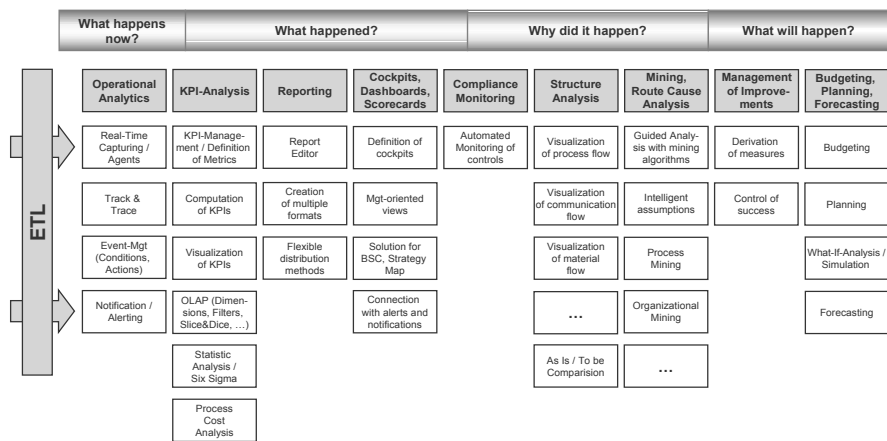 What happens
now?
What happened?
Why did it happen?
What will happen?
ETL
Operational
Analytics
KPI-Analysis
Reporting
Cockpits,
Dashboards,
Scorecards
Compliance
Monitoring
Structure
Analysis
Mining,
Route Cause
Analysis
Management
of Improve-
ments
Budgeting,
Planning,
Forecasting
Real-Time
Capturing /
Agents
KPI-Manage-
ment / Definition
of Metrics
Report
Editor
Definition of
cockpits
Automated
Monitoring of
controls
Visualization
of process flow
Guided Analy-
sis with mining
algorithms
Derivation
of measures
Budgeting
Track &
Trace
Computation
of KPIs
Creation
of multiple
formats
Mgt-oriented
views
Visualization
of communication
flow
Intelligent
assumptions
Control of
success
Planning
Event-Mgt
(Conditions,
Actions)
Visualization
of KPIs
Flexible
distribution
methods
Solution for
BSC, Strategy
Map
Visualization
of material
flow
Process
Mining
What-If-Analysis /
Simulation
Notification /
Alerting
OLAP (Dimen-
sions, Filters,
Slice&Dice, …)
Connection
with alerts and
notifications
…
Organizational
Mining
Forecasting
Statistic
Analysis /
Six Sigma
As Is / To be
Comparision
…
Process
Cost
Analysis